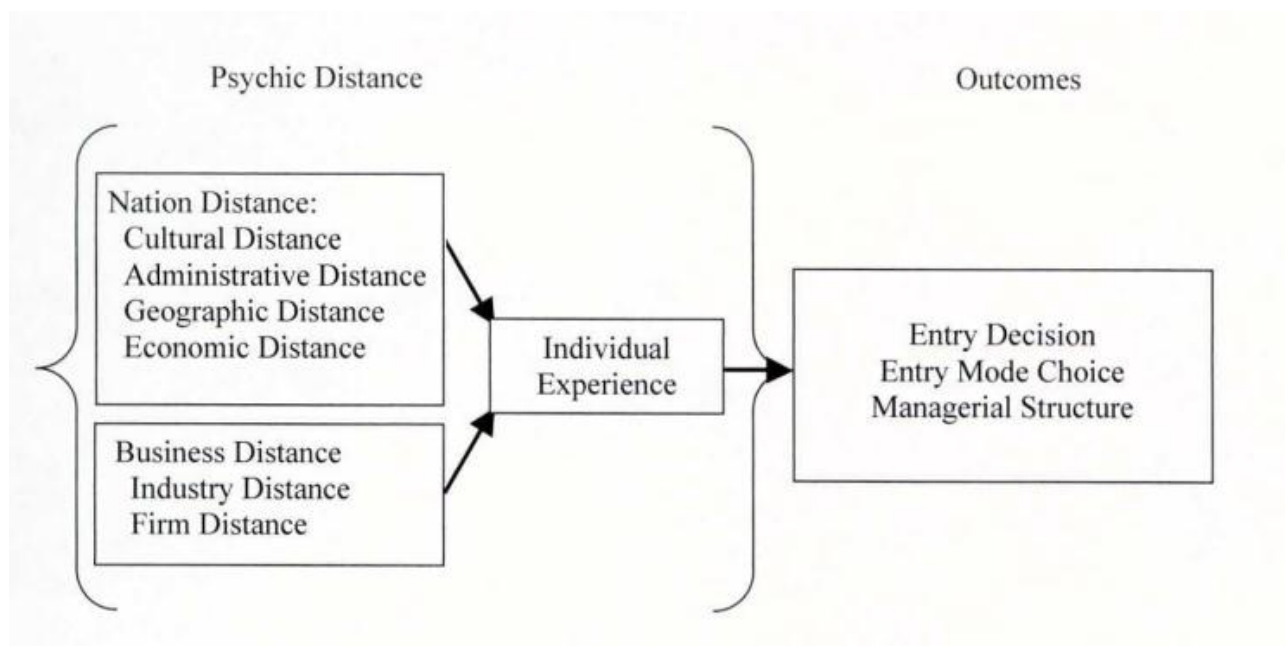 Psychic Distance
Outcomes
Nation Distance:
Cultural Distance
Administrative Distance
Geographic Distance
Economic Distance
Business Distance
Industry Distance
Firm Distance
Individual
Experience
Entry Decision
Entry Mode Choice
Managerial Structure